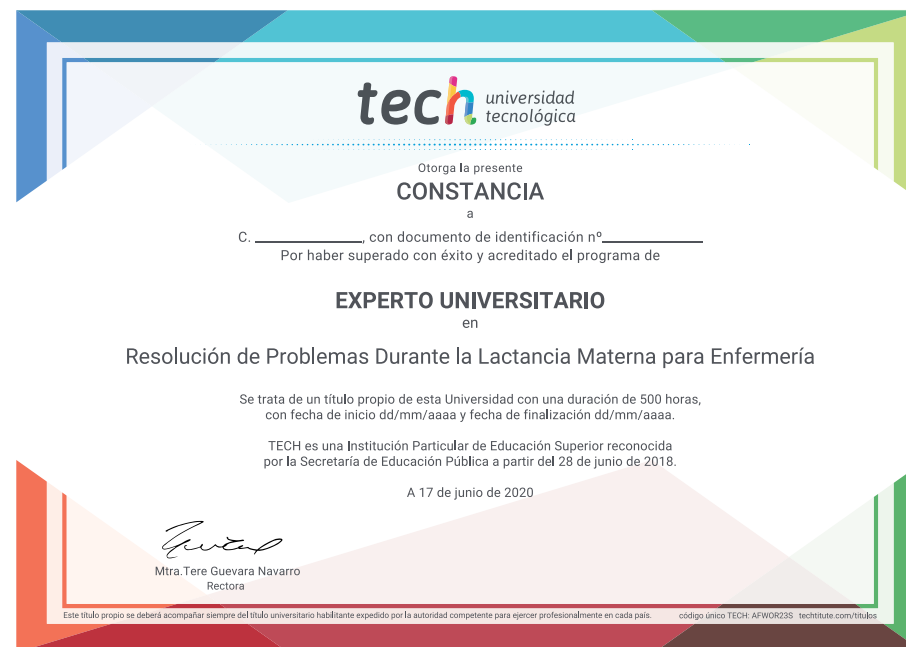 tech universidad
tecnológica
Otorga la presente
CONSTANCIA
a
C. ____________, con documento de identificación nº____________
Por haber superado con éxito y acreditado el programa de
EXPERTO UNIVERSITARIO
en
Resolución de Problemas Durante la Lactancia Materna para Enfermería
Se trata de un título propio de esta Universidad con una duración de 500 horas,
con fecha de inicio dd/mm/aaaa y fecha de finalización dd/mm/aaaa.
TECH es una Institución Particular de Educación Superior reconocida
por la Secretaría de Educación Pública a partir del 28 de junio de 2018.
A 17 de junio de 2020
Mtra.Tere Guevara Navarro
Rectora
Este título propio se deberá acompañar siempre del título universitario habilitante expedido por la autoridad competente para ejercer profesionalmente en cada país. código único TECH: AFWOR23S techtitute.com/titulos